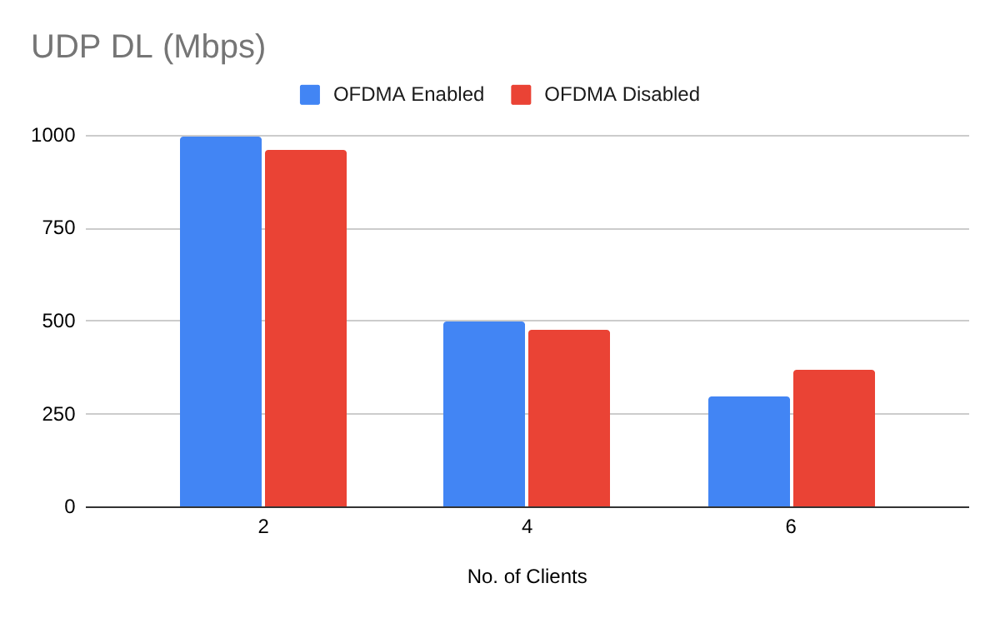 UDP DL (Mbps)
OFDMA Enabled OFDMA Disabled
1000
750
500
250
0
2 4 6
No. of Clients